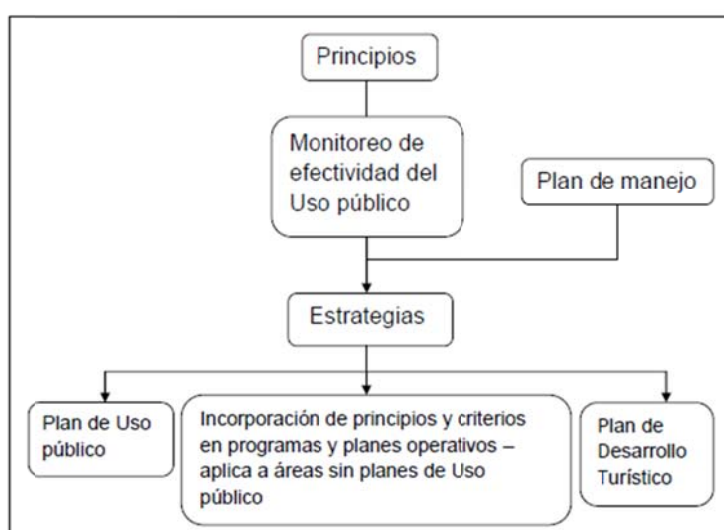 Principios
Monitoreo de
efectividad del
Uso público
Plan de manejo
Estrategias
Plan de Uso
público
Incorporación de principios y criterios
en programas y planes operativos –
aplica a áreas sin planes de Uso
público
Plan de
Desarrollo
Turístico